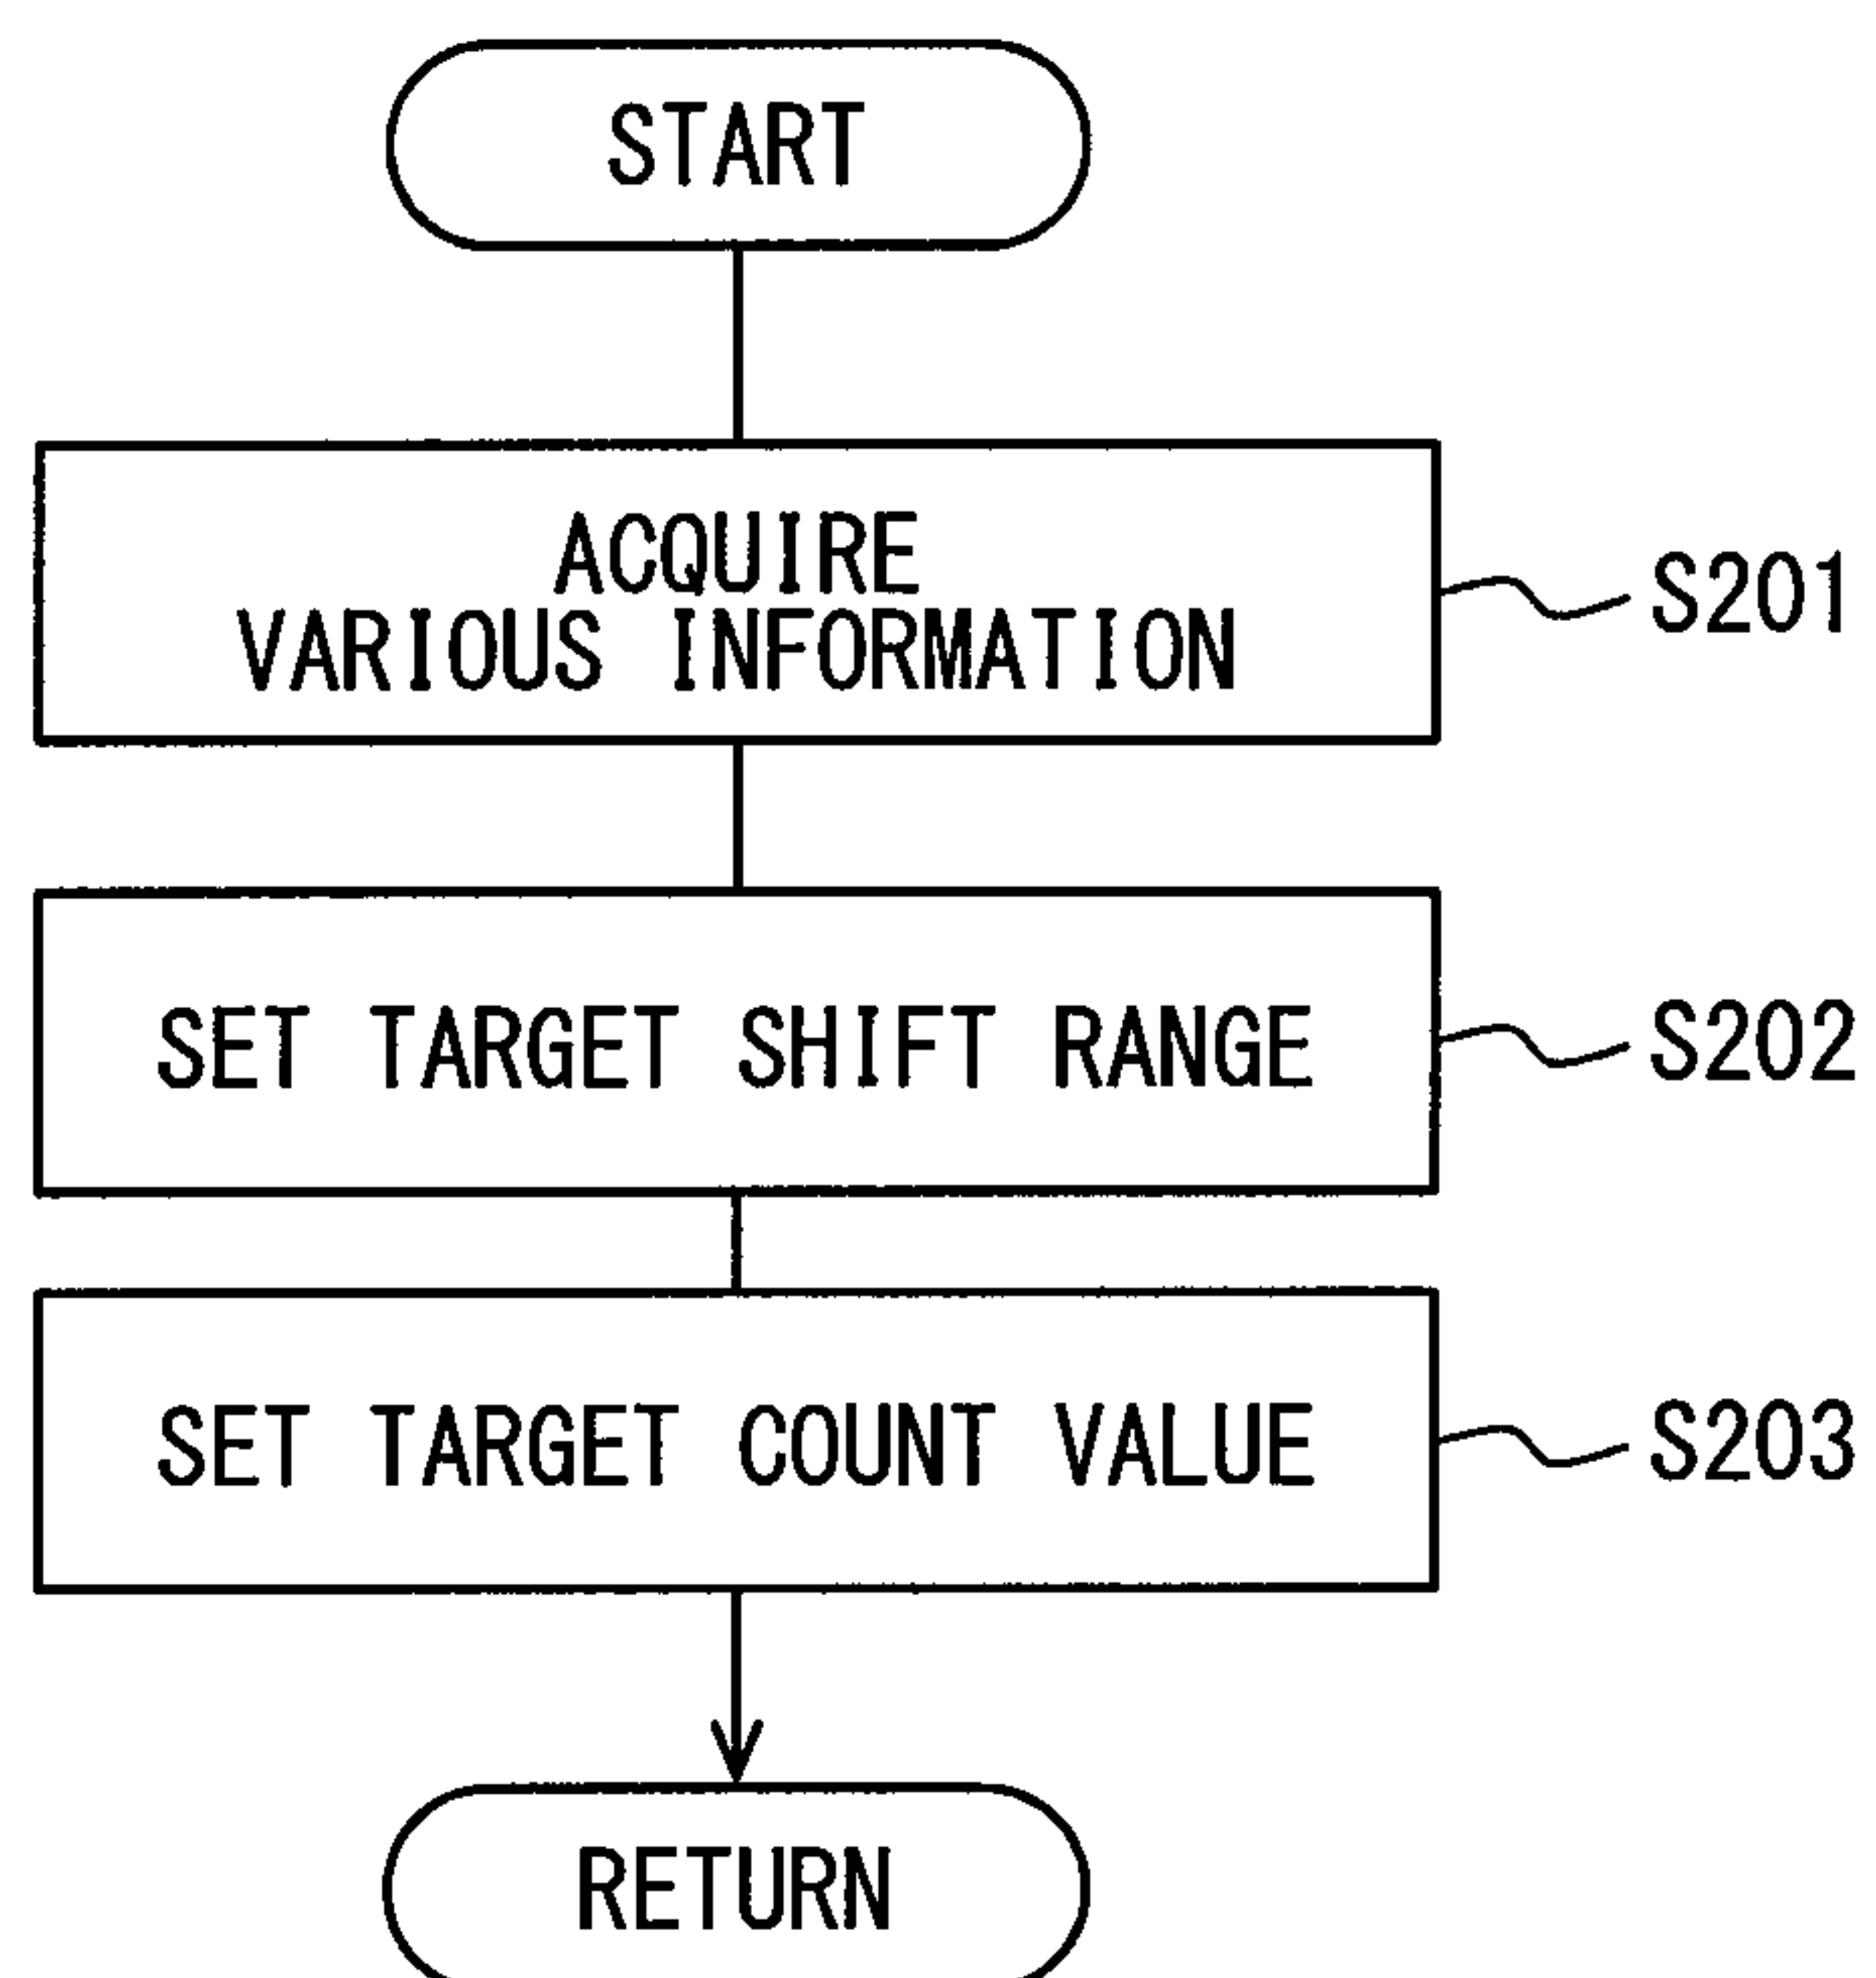 START
ACQUIRE
VARIOUS INFORMATION
S201
SET TARGET SHIFT RANGE
S202
SET TARGET COUNT VALUE
S203
RETURN